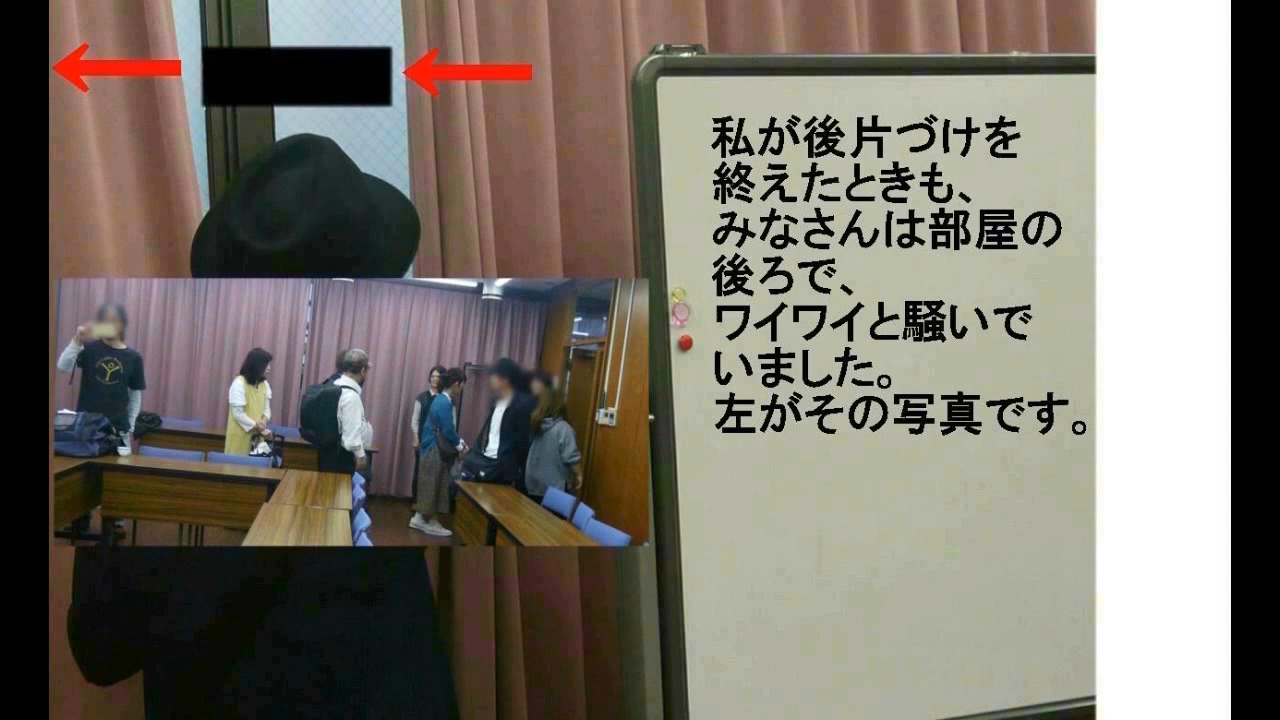 私が後片づけを
終えたときも、
みなさんは部屋の
後ろで、
ワイワイと騒いで
いました。
左がその写真です。